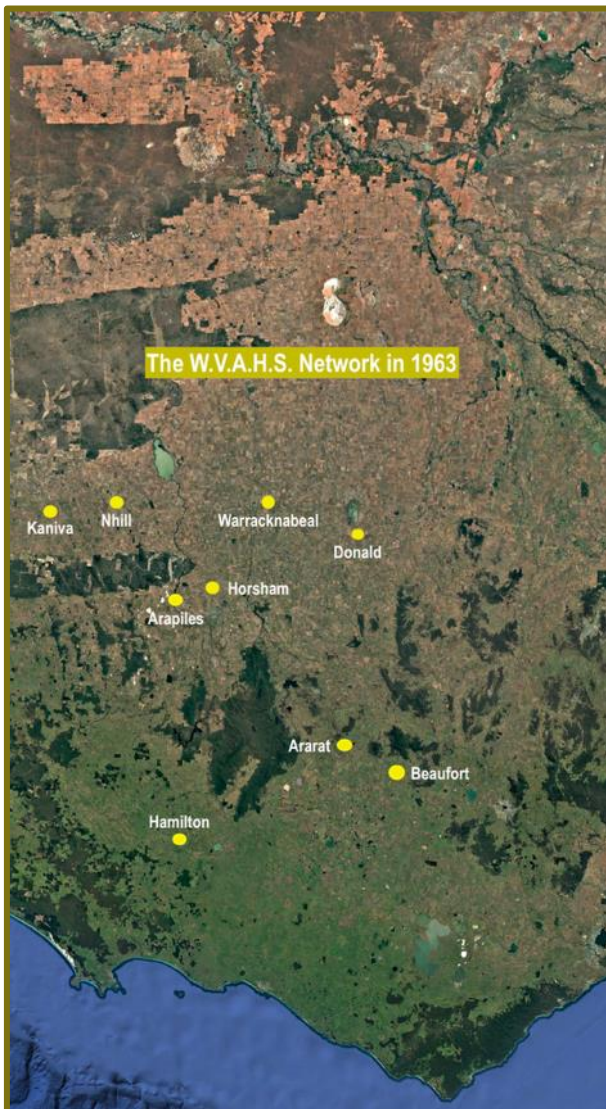 The W.V.A.H.S. Network in 1963
Kaniva
Nhill
Warracknabeal
Donald
Horsham
Arapiles
Ararat
Beaufort
Hamilton